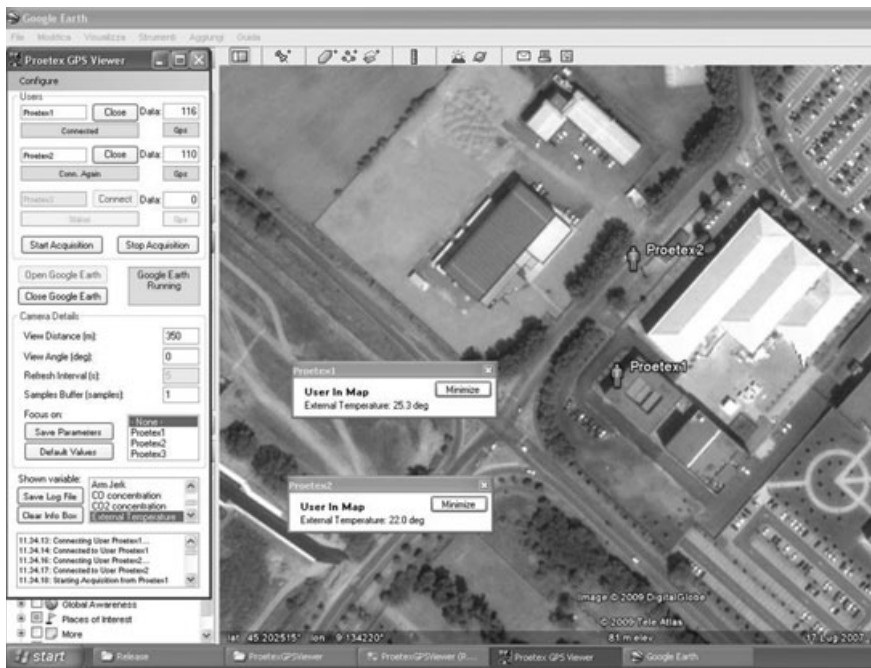 Google Earth
File Modifica Visualizza Strumenti Aggiungi Guida
Proetex GPS Viewer
Configure
Users
Proetex1 Close Data: 116
Connected Gps
Proetex2 Close Data: 110
Conn. Again Gps
Proetex3 Connect Data: 0
Status Gps
Start Acquisition Stop Acquisition
Open Google Earth Google Earth Running
Close Google Earth
Camera Details
View Distance (m): 350
View Angle (deg): 0
Refresh Interval (s): 5
Samples Buffer (samples): 1
Focus on:
Save Parameters
Default Values
- None -
Proetex1
Proetex2
Proetex3
Shown variable:
Save Log File
Clear Info Box
Arm Jerk
CO concentration
CO2 concentration
External Temperature
11.34.13: Connecting User Proetex1...
11.34.14: Connected to User Proetex1
11.34.16: Connecting User Proetex2...
11.34.17: Connected to User Proetex2
11.34.18: Starting Acquisition from Proetex1
Global Awareness
Places of Interest
More
Proetex2
Proetex1
Proetex1
User In Map Minimize
External Temperature: 25.3 deg
Proetex2
User In Map Minimize
External Temperature: 22.0 deg
Image © 2009 DigitalGlobe
© 2009 Tele Atlas
lat 45.202515° lon 9.134220° 81 m elev 17 Lug 2007
start Release ProetexGPSViewer ProetexGPSViewer (R... Proetex GPS Viewer Google Earth